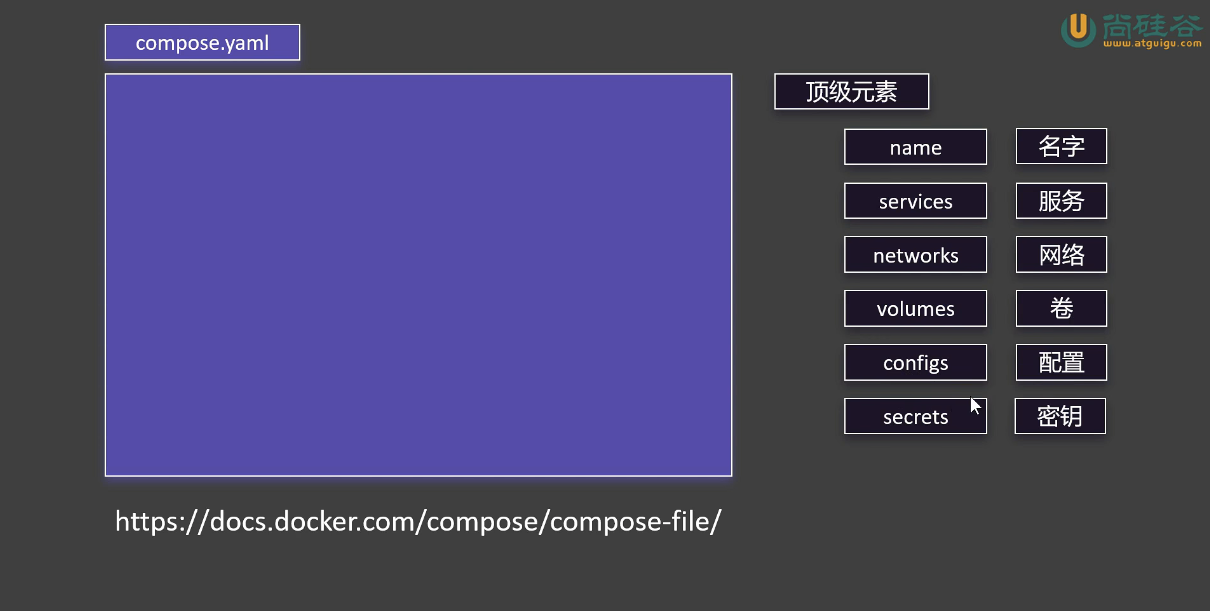 compose.yaml
尚硅谷
www.atguigu.com
顶级元素
name 名字
services 服务
networks 网络
volumes 卷
configs 配置
secrets 密钥
https://docs.docker.com/compose/compose-file/